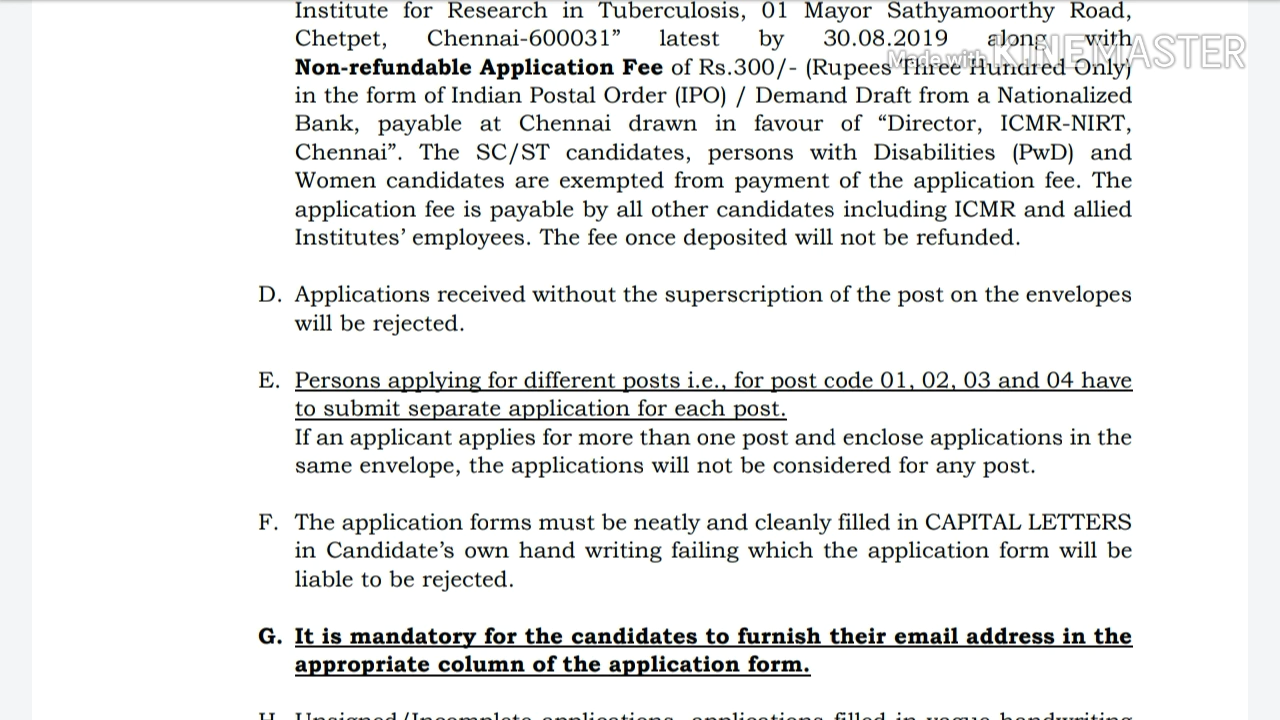 Institute for Research in Tuberculosis, 01 Mayor Sathyamoorthy Road,
Chetpet, Chennai-600031” latest by 30.08.2019 along with
Made with KINEMASTER
Non-refundable Application Fee of Rs.300/- (Rupees Three Hundred Only)
in the form of Indian Postal Order (IPO) / Demand Draft from a Nationalized
Bank, payable at Chennai drawn in favour of “Director, ICMR-NIRT,
Chennai”. The SC/ST candidates, persons with Disabilities (PwD) and
Women candidates are exempted from payment of the application fee. The
application fee is payable by all other candidates including ICMR and allied
Institutes’ employees. The fee once deposited will not be refunded.
D. Applications received without the superscription of the post on the envelopes
will be rejected.
E. Persons applying for different posts i.e., for post code 01, 02, 03 and 04 have
to submit separate application for each post.
If an applicant applies for more than one post and enclose applications in the
same envelope, the applications will not be considered for any post.
F. The application forms must be neatly and cleanly filled in CAPITAL LETTERS
in Candidate’s own hand writing failing which the application form will be
liable to be rejected.
G. It is mandatory for the candidates to furnish their email address in the
appropriate column of the application form.
H. Unsigned/Incomplete applications, applications filled in vague handwriting